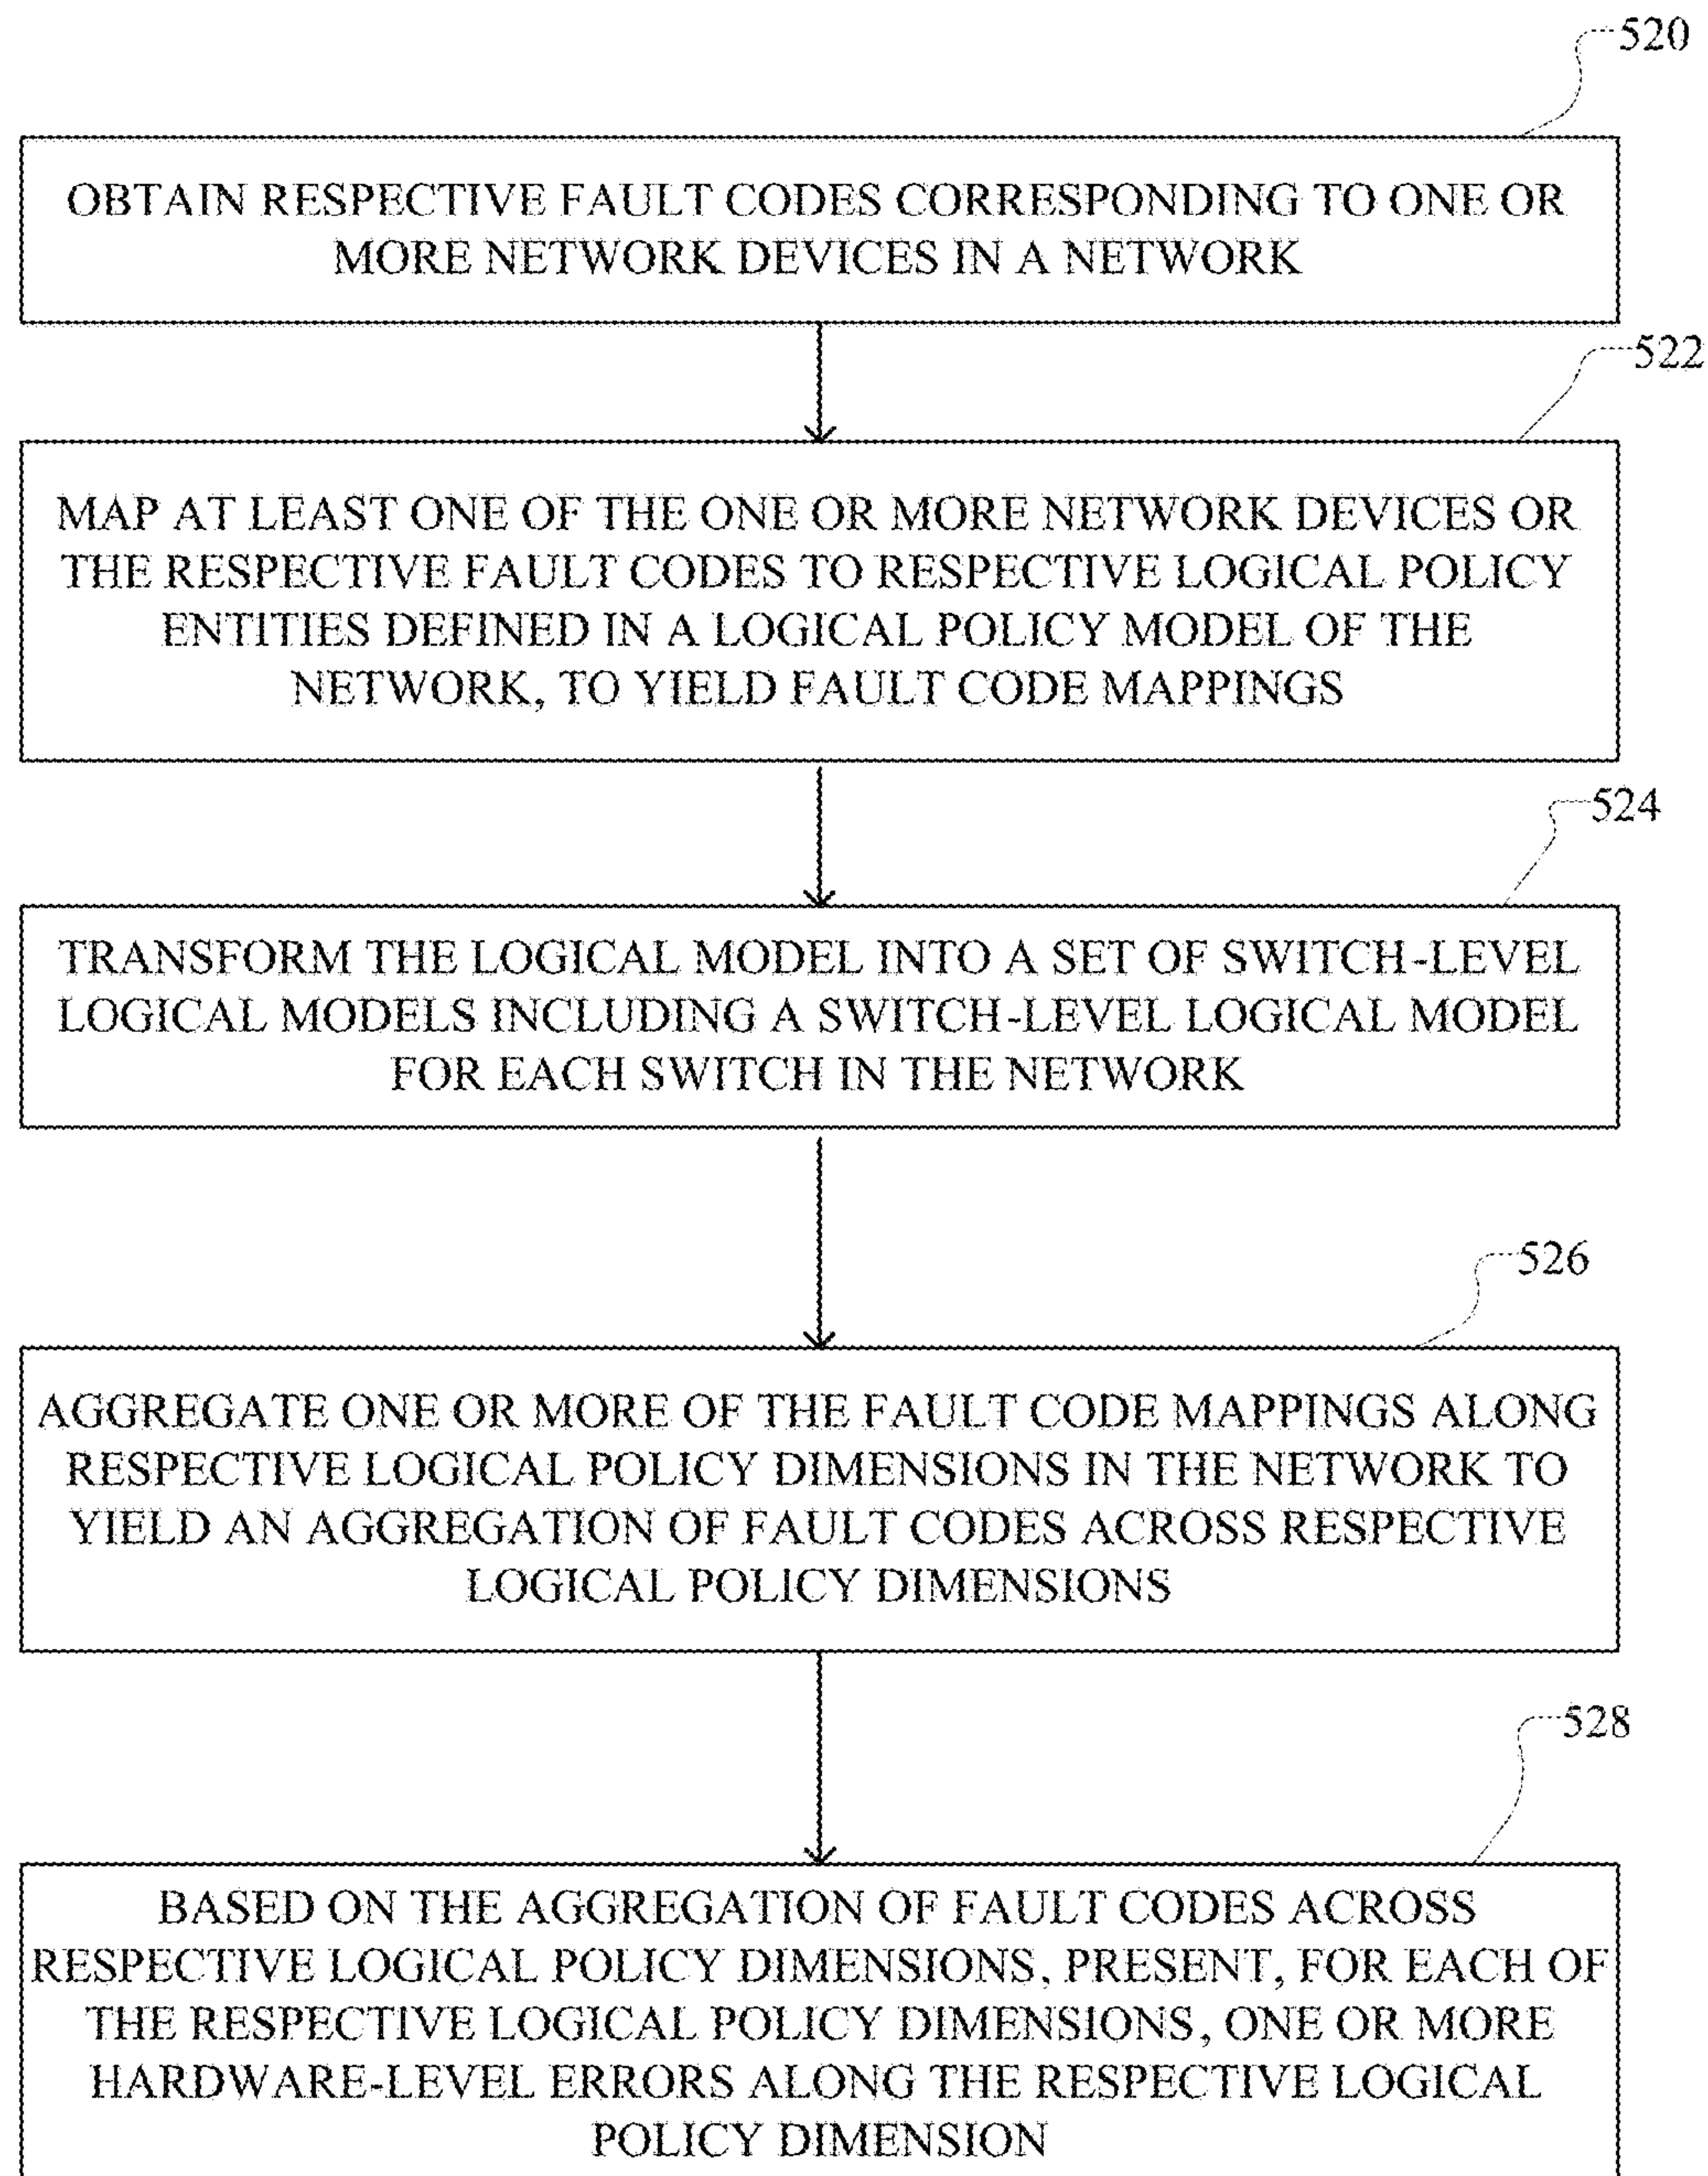 520
OBTAIN RESPECTIVE FAULT CODES CORRESPONDING TO ONE OR
MORE NETWORK DEVICES IN A NETWORK
522
MAP AT LEAST ONE OF THE ONE OR MORE NETWORK DEVICES OR
THE RESPECTIVE FAULT CODES TO RESPECTIVE LOGICAL POLICY
ENTITIES DEFINED IN A LOGICAL POLICY MODEL OF THE
NETWORK, TO YIELD FAULT CODE MAPPINGS
524
TRANSFORM THE LOGICAL MODEL INTO A SET OF SWITCH-LEVEL
LOGICAL MODELS INCLUDING A SWITCH-LEVEL LOGICAL MODEL
FOR EACH SWITCH IN THE NETWORK
526
AGGREGATE ONE OR MORE OF THE FAULT CODE MAPPINGS ALONG
RESPECTIVE LOGICAL POLICY DIMENSIONS IN THE NETWORK TO
YIELD AN AGGREGATION OF FAULT CODES ACROSS RESPECTIVE
LOGICAL POLICY DIMENSIONS
528
BASED ON THE AGGREGATION OF FAULT CODES ACROSS
RESPECTIVE LOGICAL POLICY DIMENSIONS, PRESENT, FOR EACH OF
THE RESPECTIVE LOGICAL POLICY DIMENSIONS, ONE OR MORE
HARDWARE-LEVEL ERRORS ALONG THE RESPECTIVE LOGICAL
POLICY DIMENSION